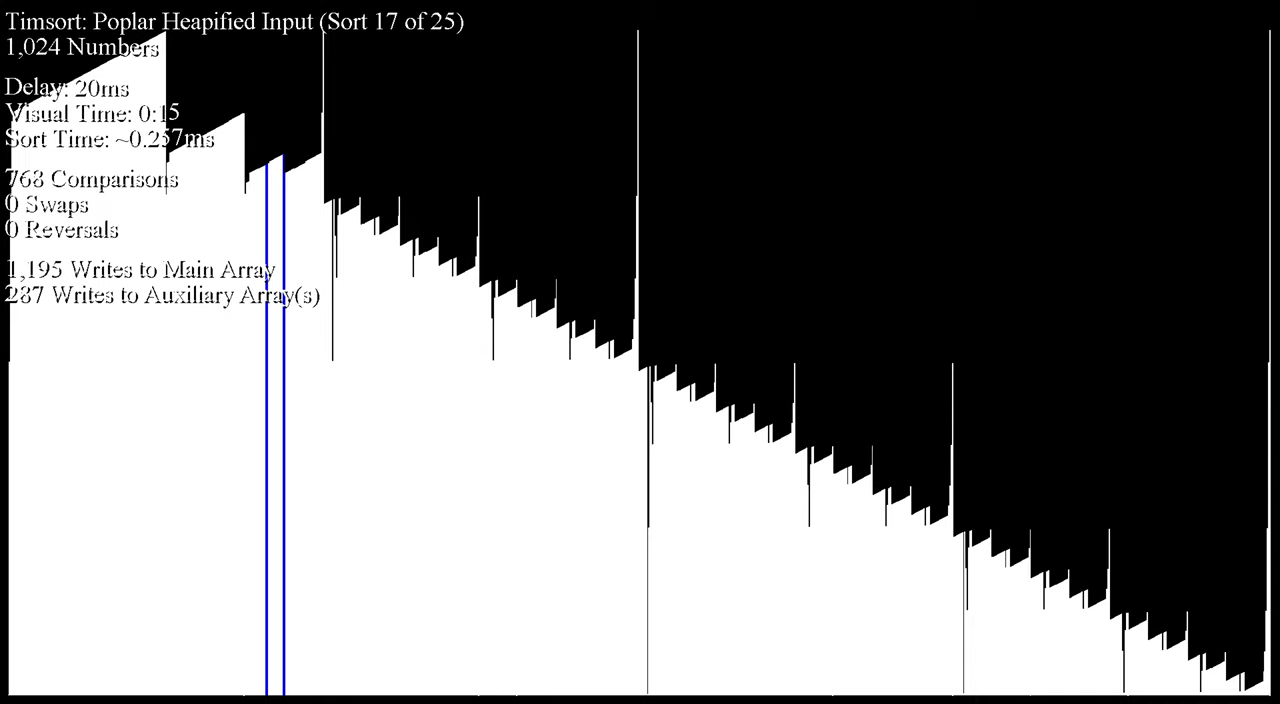 Timsort: Poplar Heapified Input (Sort 17 of 25)
1,024 Numbers
Delay: 20ms
Visual Time: 0:15
Sort Time: ~0.257ms
768 Comparisons
0 Swaps
0 Reversals
1,195 Writes to Main Array
287 Writes to Auxiliary Array(s)